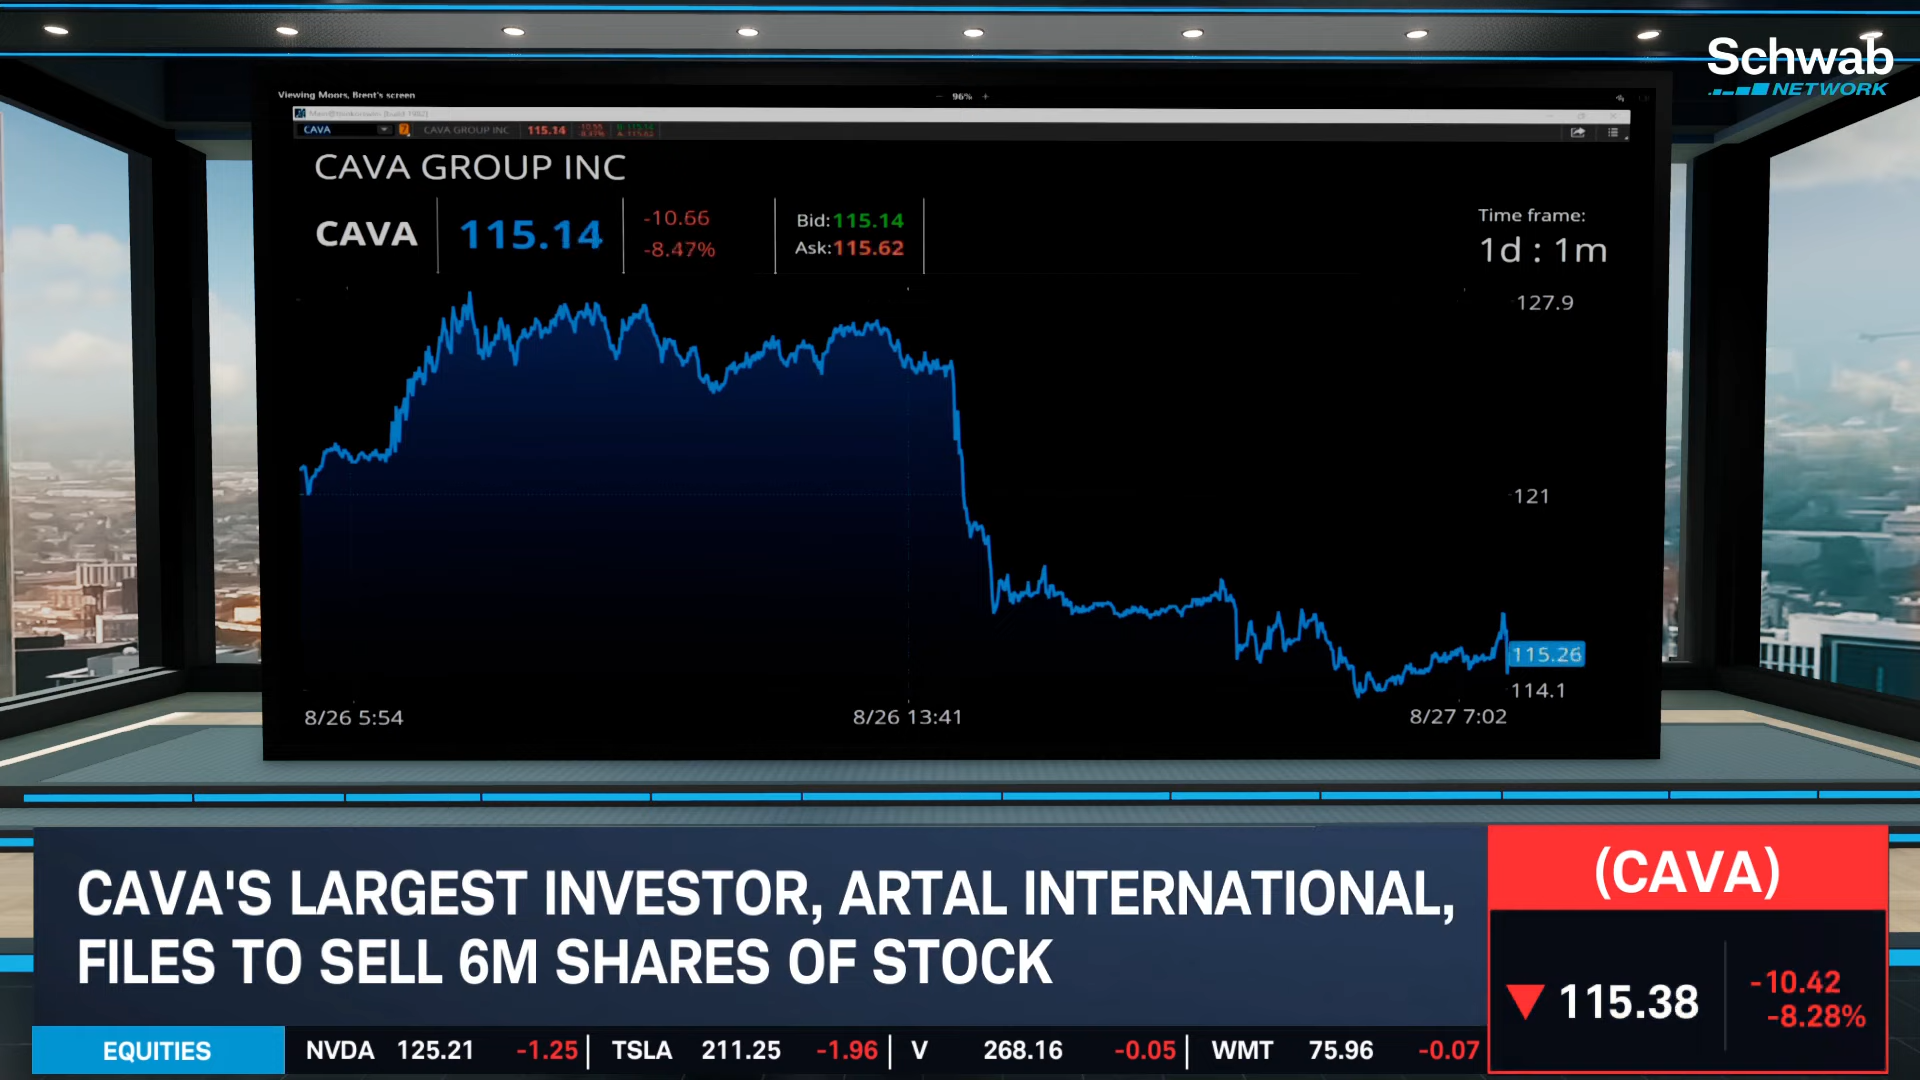 Schwab
NETWORK
Viewing Moors, Brent's screen
96% +
CAVA
CAVA GROUP INC
115.14
CAVA GROUP INC
CAVA
115.14
-10.66
-8.47%
Bid:115.14
Ask:115.62
Time frame:
1d : 1m
127.9
121
115.26
114.1
8/26 5:54
8/26 13:41
8/27 7:02
CAVA'S LARGEST INVESTOR, ARTAL INTERNATIONAL,
FILES TO SELL 6M SHARES OF STOCK
(CAVA)
115.38
-10.42
-8.28%
EQUITIES
NVDA 125.21 -1.25
TSLA 211.25 -1.96
V 268.16 -0.05
WMT 75.96 -0.07